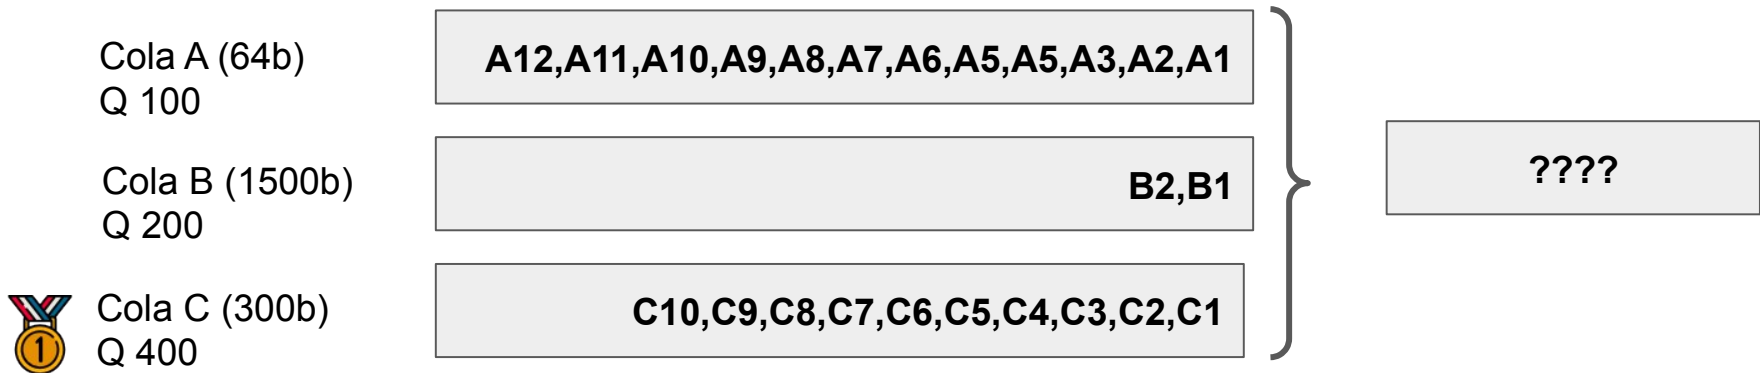 Cola A (64b)
Q 100
A12,A11,A10,A9,A8,A7,A6,A5,A5,A3,A2,A1
Cola B (1500b)
Q 200
B2,B1
????
1
Cola C (300b)
Q 400
C10,C9,C8,C7,C6,C5,C4,C3,C2,C1